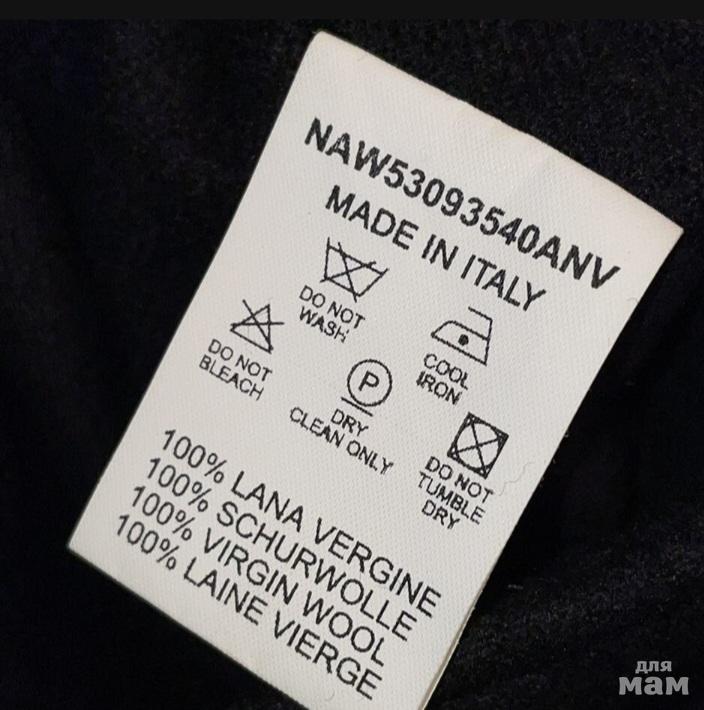 NAW53093540ANV
MADE IN ITALY
DO NOT
WASH
COOL
IRON
DO NOT
BLEACH
P
DRY
CLEAN ONLY
DO NOT
TUMBLE
DRY
100% LANA VERGINE
100% SCHURWOLLE
100% VIRGIN WOOL
100% LAINE VIERGE
для
мам